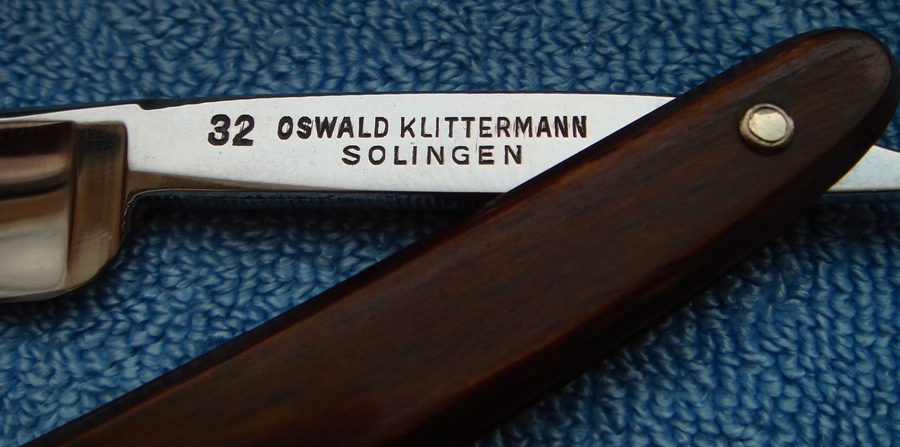 32 OSWALD KLITTERMANN
SOLINGEN